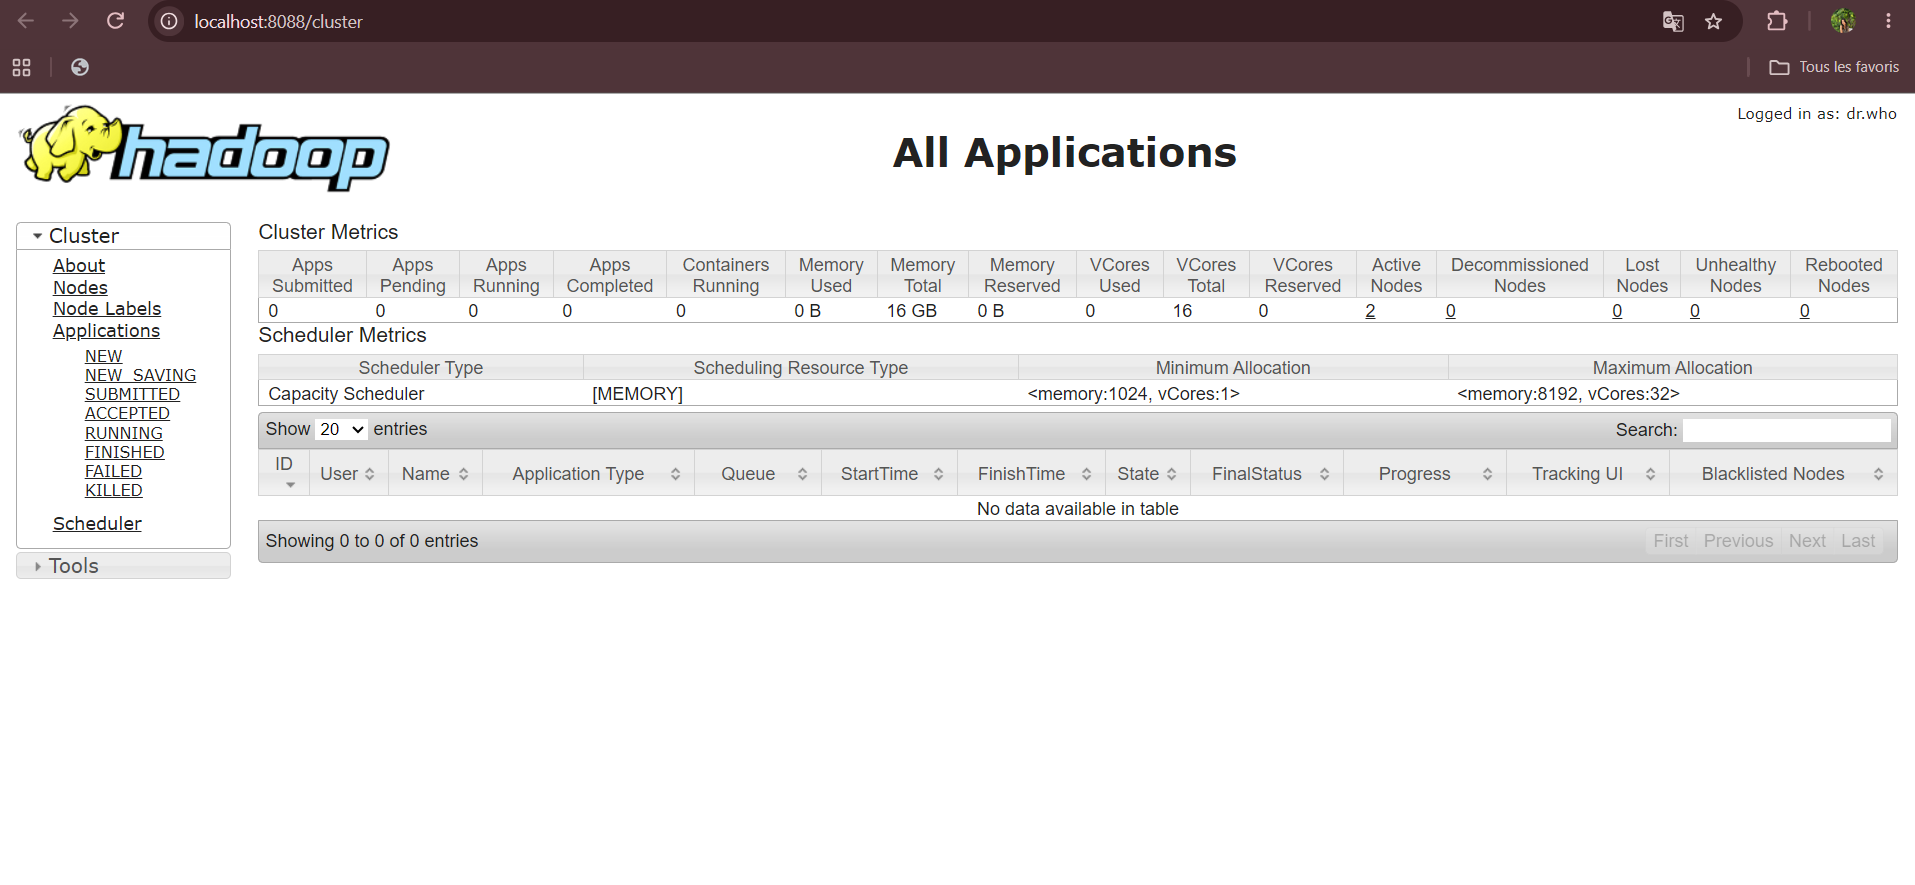 localhost:8088/cluster
Tous les favoris
hadoop
Logged in as: dr.who
All Applications
Cluster
About
Nodes
Node Labels
Applications
NEW
NEW_SAVING
SUBMITTED
ACCEPTED
RUNNING
FINISHED
FAILED
KILLED
Scheduler
Tools
Cluster Metrics
Apps Submitted Apps Pending Apps Running Apps Completed Containers Running Memory Used Memory Total Memory Reserved VCores Used VCores Total VCores Reserved Active Nodes Decommissioned Nodes Lost Nodes Unhealthy Nodes Rebooted Nodes
0 0 0 0 0 0 B 16 GB 0 B 0 16 0 2 0 0 0 0
Scheduler Metrics
Scheduler Type Scheduling Resource Type Minimum Allocation Maximum Allocation
Capacity Scheduler [MEMORY] <memory:1024, vCores:1> <memory:8192, vCores:32>
Show 20 entries Search:
ID User Name Application Type Queue StartTime FinishTime State FinalStatus Progress Tracking UI Blacklisted Nodes
No data available in table
Showing 0 to 0 of 0 entries First Previous Next Last